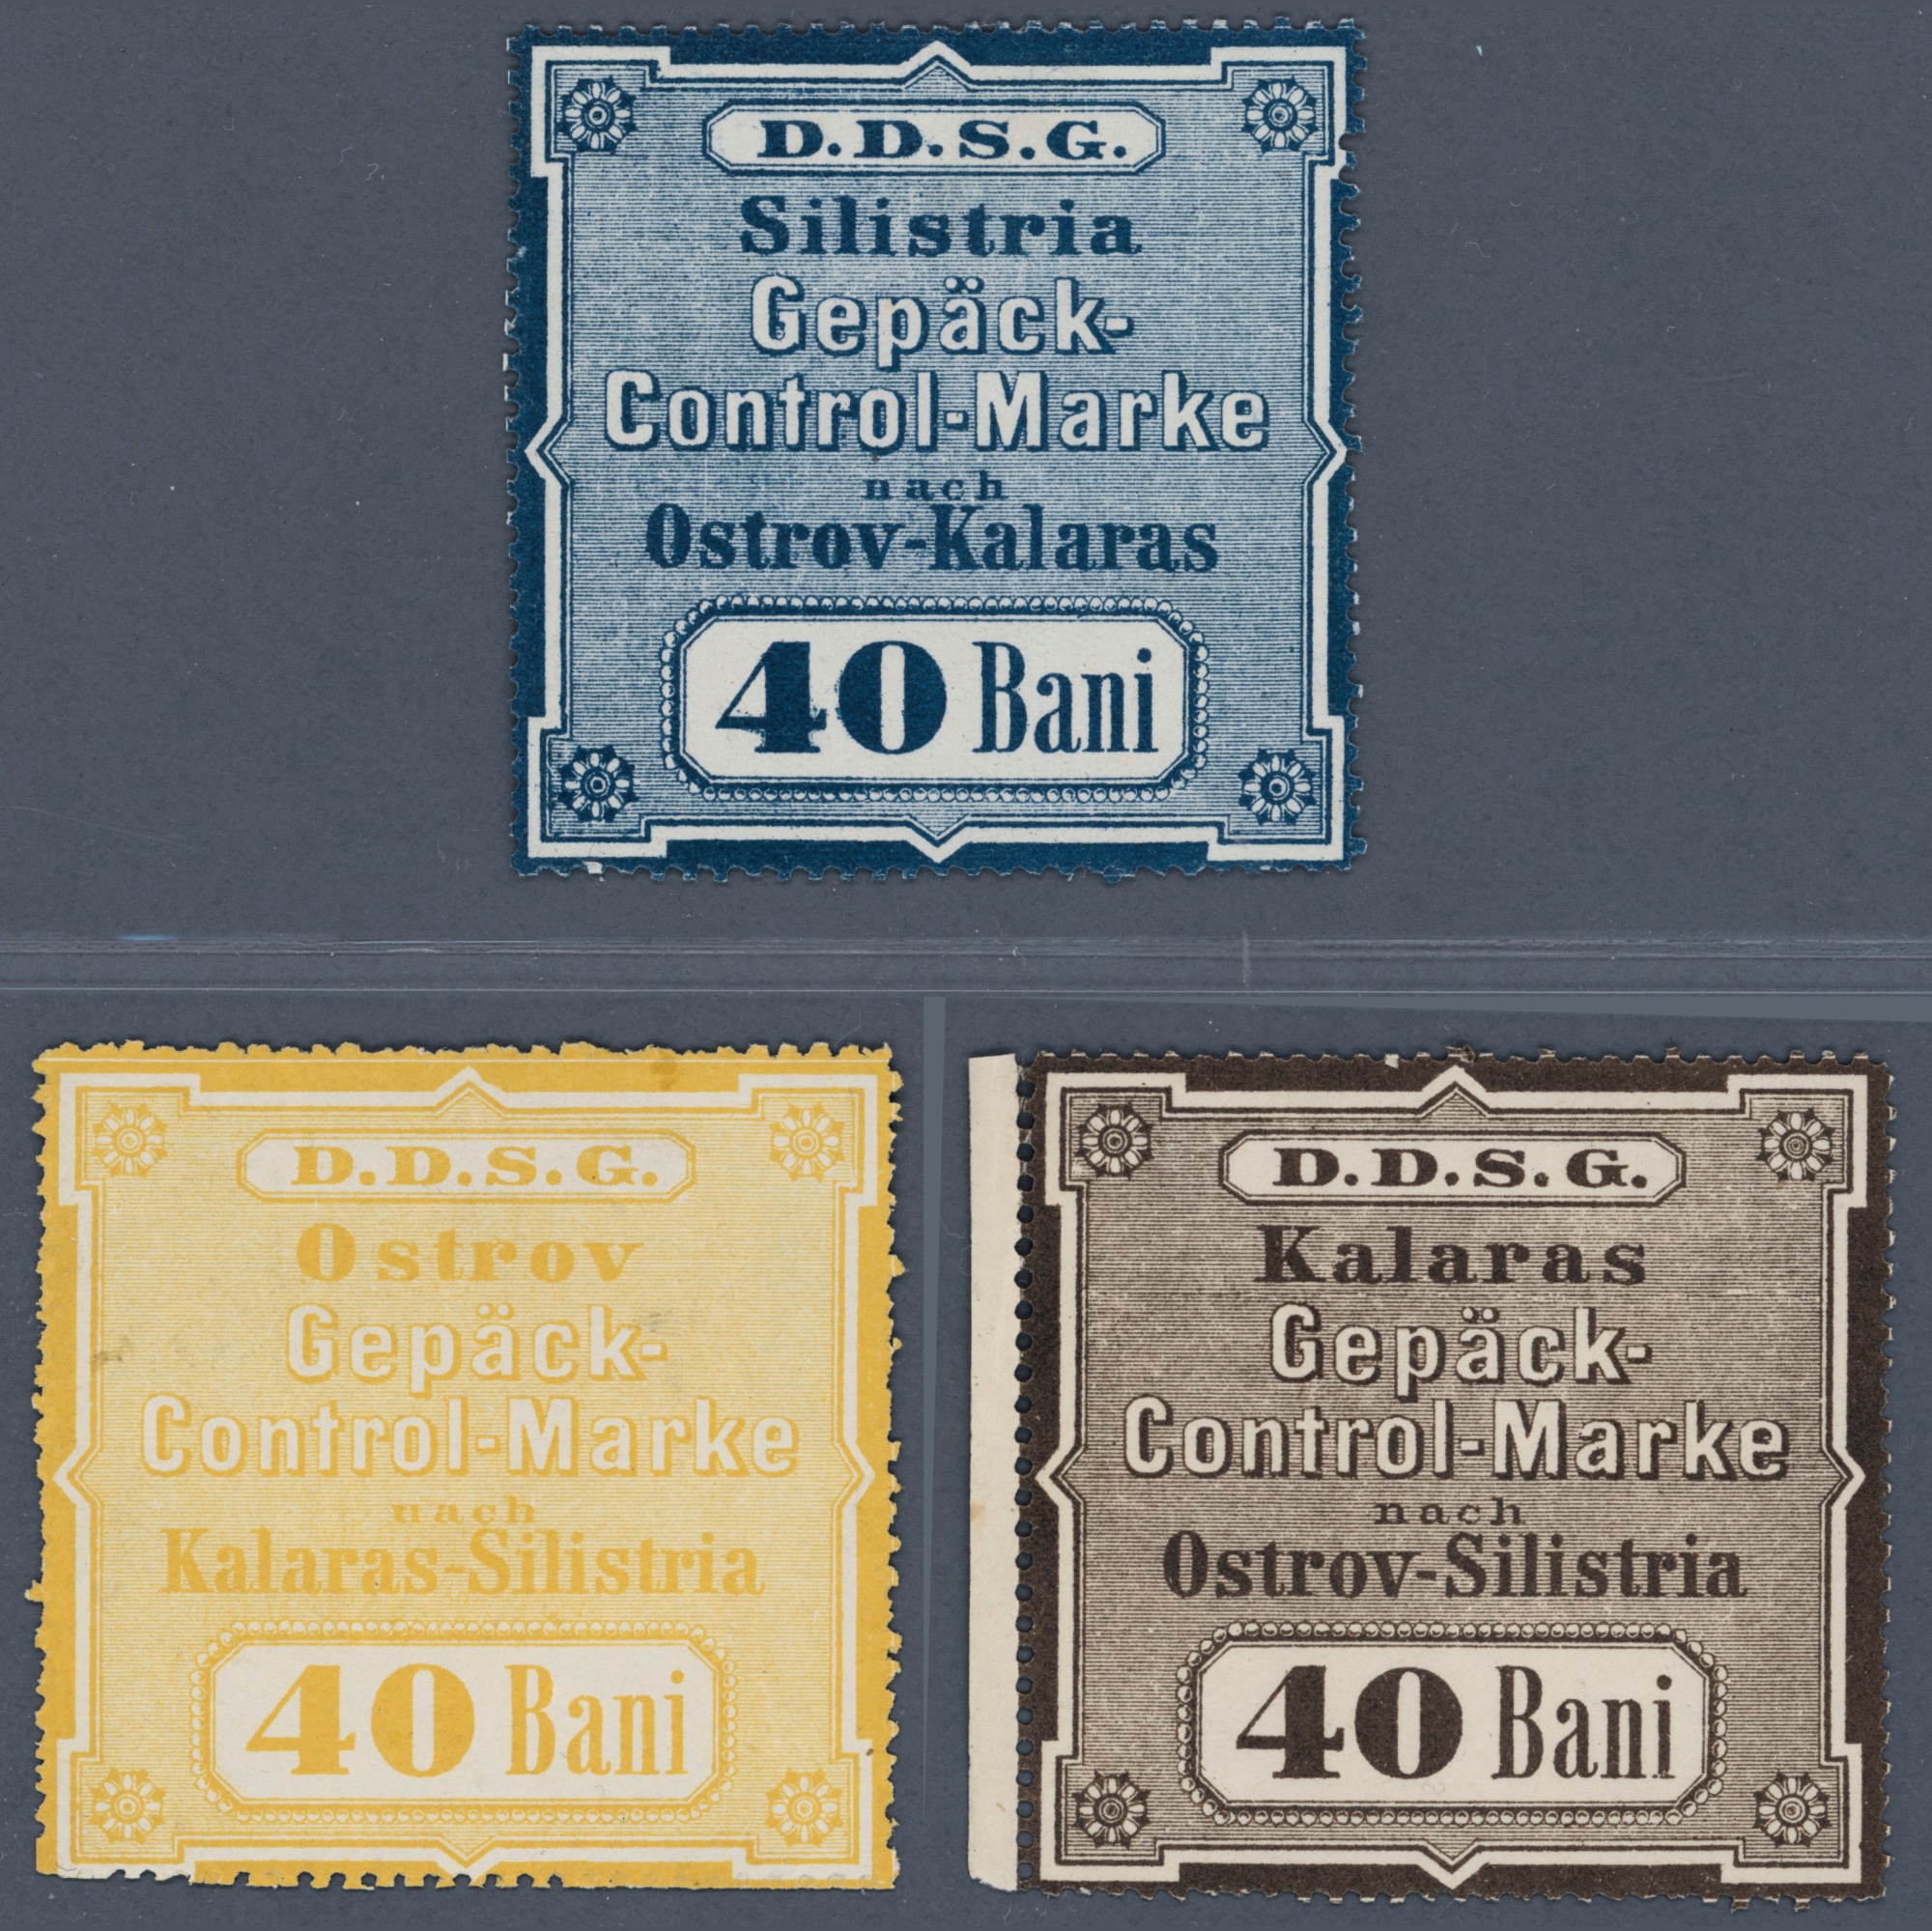 D.D.S.G.
Silistria
Gepäck-
Control-Marke
nach
Ostrov-Kalaras
40 Bani
D.D.S.G.
Ostrov
Gepäck-
Control-Marke
nach
Kalaras-Silistria
40 Bani
D.D.S.G.
Kalaras
Gepäck-
Control-Marke
nach
Ostrov-Silistria
40 Bani